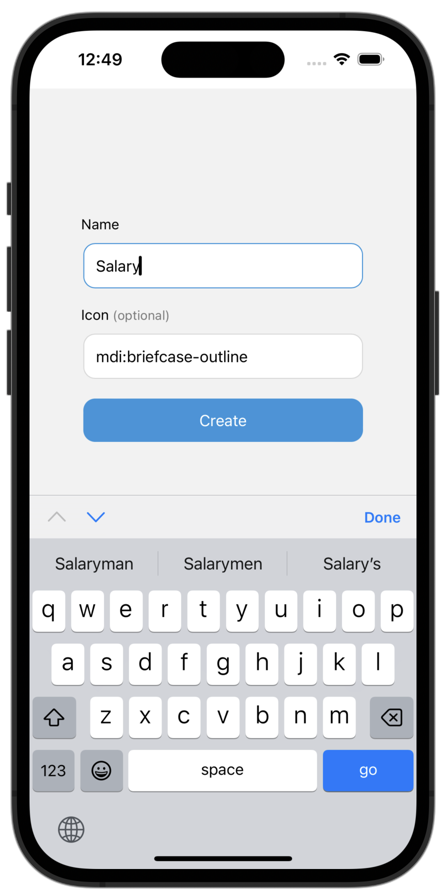 12:49
Name
Salary
Icon (optional)
mdi:briefcase-outline
Create
Done
Salaryman Salarymen Salary’s
q w e r t y u i o p
a s d f g h j k l
z x c v b n m
123 space go